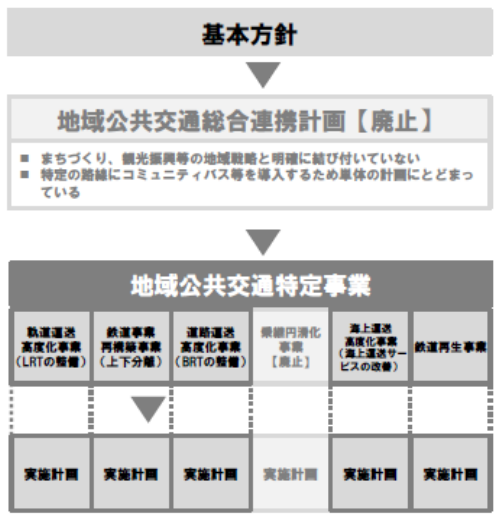 基本方針
地域公共交通総合連携計画【廃止】
■ まちづくり、観光振興等の地域戦略と明確に結び付いていない
■ 特定の路線にコミュニティバス等を導入するため単体の計画にとどまっ
ている
地域公共交通特定事業
軌道運送
高度化事業
(LRTの整備)
鉄道事業
再構築事業
(上下分離)
道路運送
高度化事業
(BRTの整備)
乗継円滑化
事業
【廃止】
海上運送
高度化事業
(海上運送サー
ビスの改善)
鉄道再生事業
実施計画 実施計画 実施計画 実施計画 実施計画 実施計画